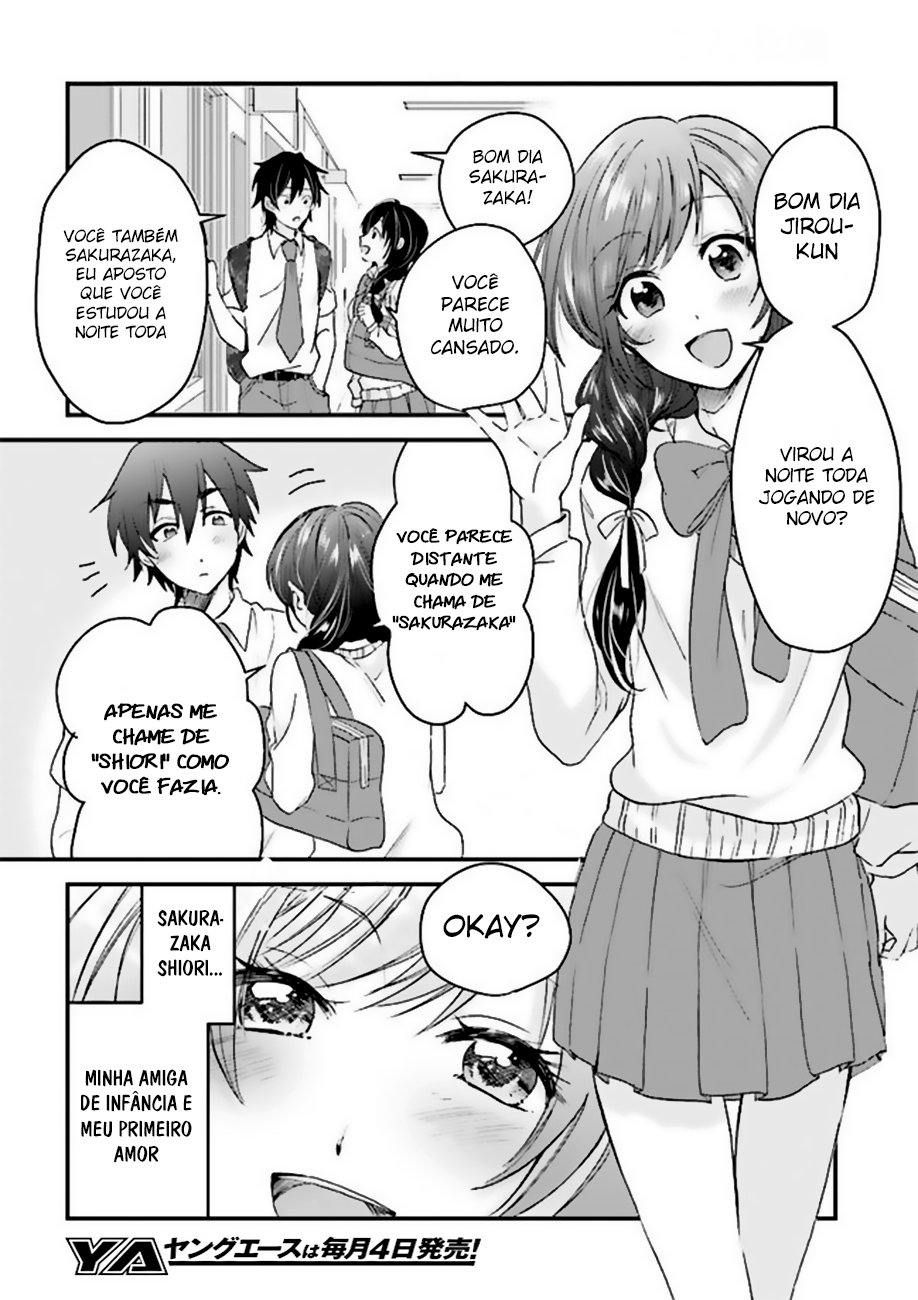 BOM DIA
JIROU-
KUN
VIROU A
NOITE TODA
JOGANDO DE
NOVO?
BOM DIA
SAKURA-
ZAKA!
VOCÊ
PARECE
MUITO
CANSADO.
VOCÊ TAMBÉM
SAKURAZAKA,
EU APOSTO
QUE VOCÊ
ESTUDOU A
NOITE TODA
VOCÊ PARECE
DISTANTE
QUANDO ME
CHAMA DE
"SAKURAZAKA"
APENAS ME
CHAME DE
"SHIORI" COMO
VOCÊ FAZIA.
OKAY?
SAKURA-
ZAKA
SHIORI...
MINHA AMIGA
DE INFÂNCIA E
MEU PRIMEIRO
AMOR
YA ヤングエースは毎月4日発売!